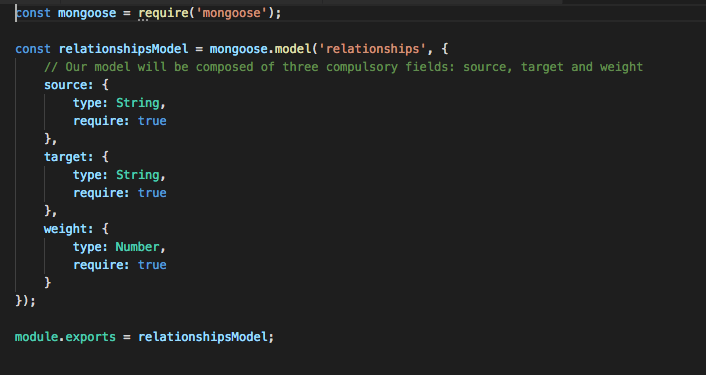 const mongoose = require('mongoose');
const relationshipsModel = mongoose.model('relationships', {
// Our model will be composed of three compulsory fields: source, target and weight
source: {
type: String,
require: true
},
target: {
type: String,
require: true
},
weight: {
type: Number,
require: true
}
});
module.exports = relationshipsModel;